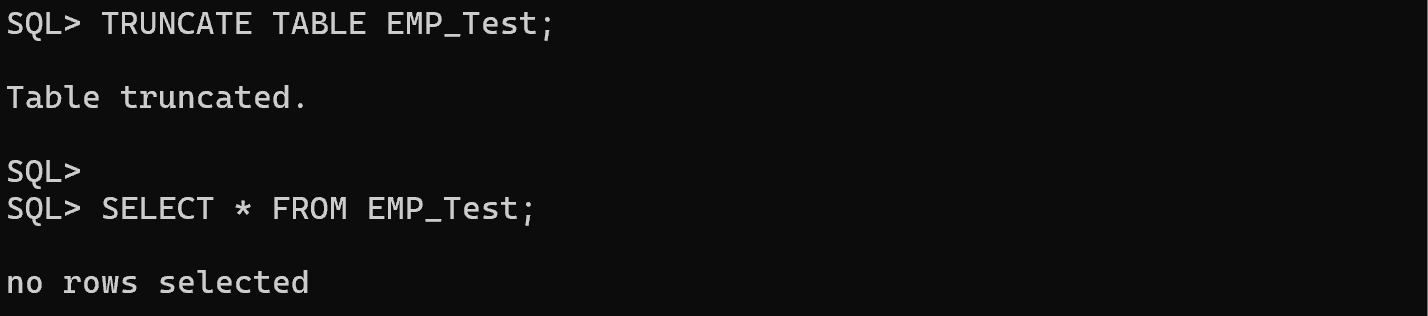 SQL> TRUNCATE TABLE EMP_Test;
Table truncated.
SQL>
SQL> SELECT * FROM EMP_Test;
no rows selected